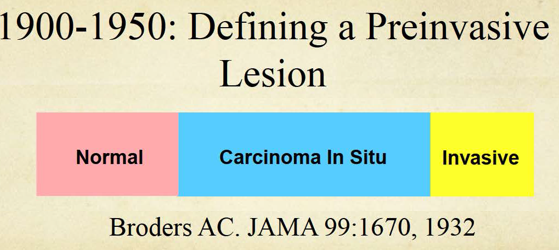 1900-1950: Defining a Preinvasive
Lesion
Normal Carcinoma In Situ Invasive
Broders AC. JAMA 99:1670, 1932